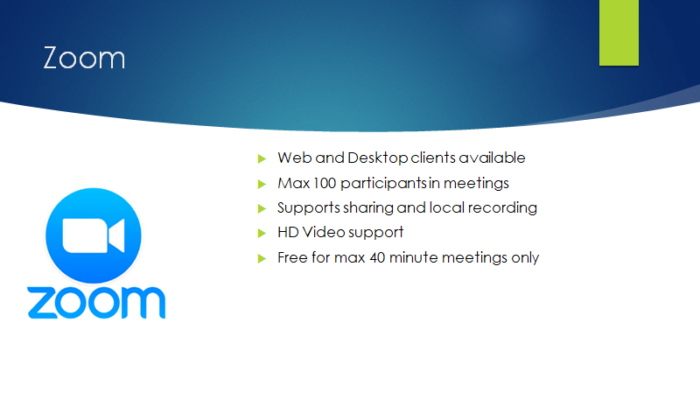 Zoom
Web and Desktop clients available
Max 100 participants in meetings
Supports sharing and local recording
HD Video support
Free for max 40 minute meetings only
zoom